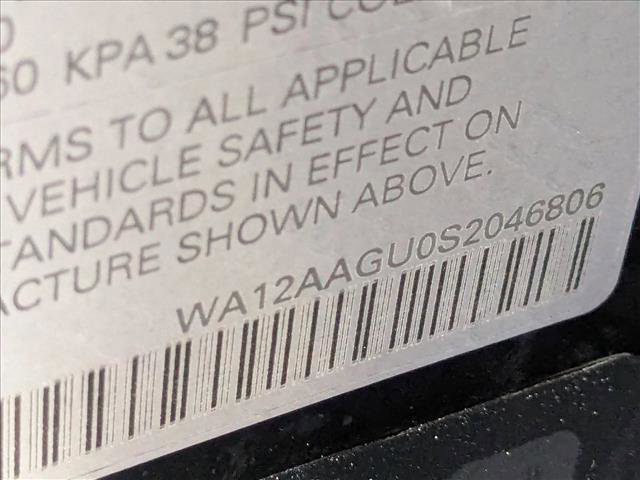 60 KPA 38 PSI
RMS TO ALL APPLICABLE
VEHICLE SAFETY AND
TANDARDS IN EFFECT ON
ACTURE SHOWN ABOVE.
WA12AAGU0S2046806